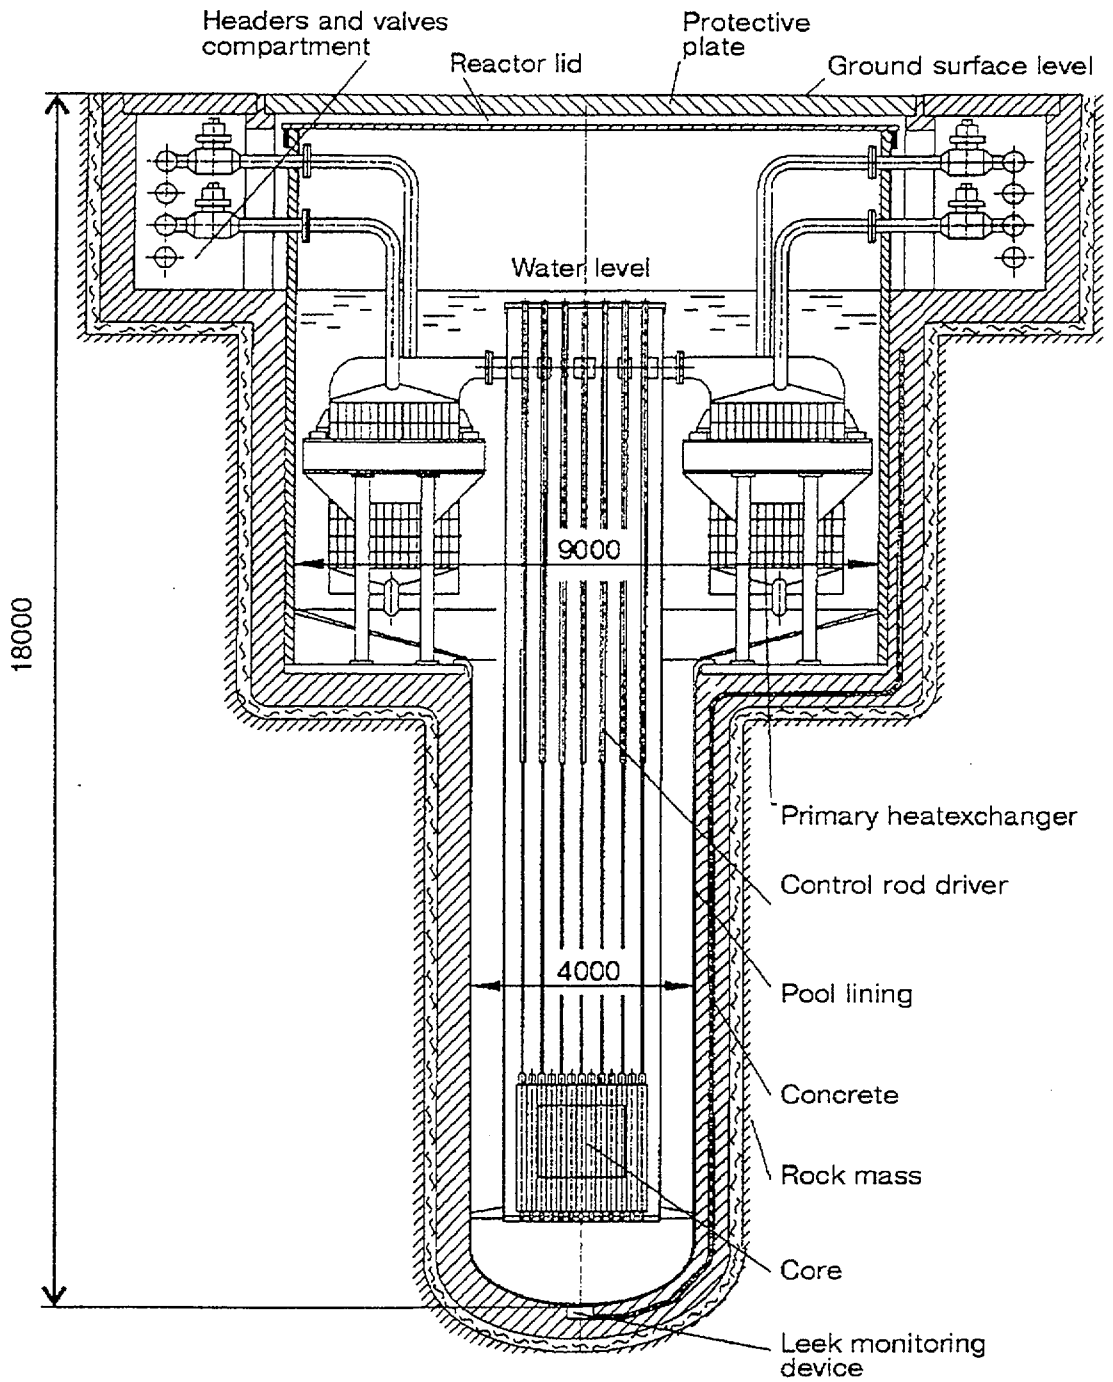 Headers and valves
compartment
Protective
plate
Reactor lid
Ground surface level
Water level
9000
18000
Primary heatexchanger
Control rod driver
4000
Pool lining
Concrete
Rock mass
Core
Leek monitoring
device